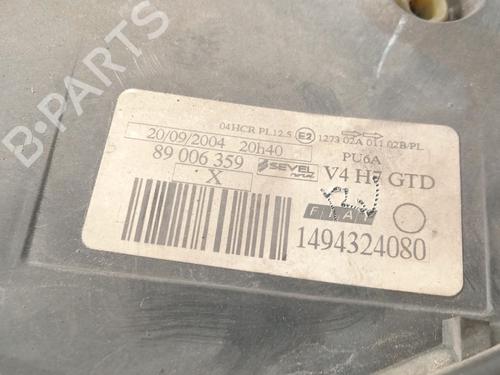 B-PARTS
04HCR PL12.5 E2 1273 02A 011 02B/PL
20/09/2004 20h40
PU6A
89 006 359 SEVEL V4 H7 GTD
X
FIAT
1494324080